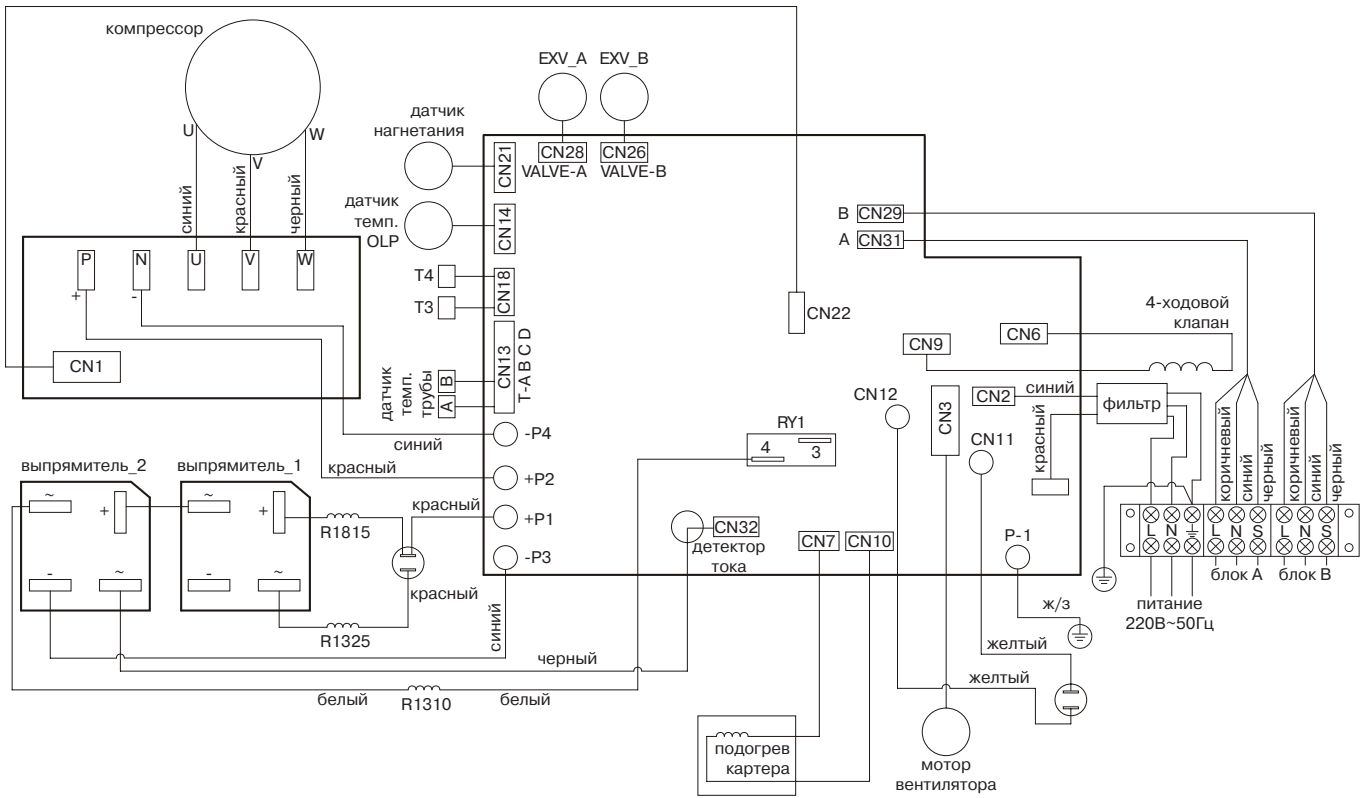 компрессор
U
V
W
синий
красный
черный
P
N
U
V
W
+
-
CN1
EXV_A
EXV_B
датчик
нагнетания
CN21
CN28
CN26
VALVE-A
VALVE-B
датчик
темп.
OLP
CN14
T4
T3
CN18
CN13
T-A B C D
датчик
темп.
трубы
B
A
-P4
синий
+P2
красный
+P1
красный
-P3
красный
синий
B
CN29
A
CN31
CN22
4-ходовой
клапан
CN6
CN9
CN2
синий
фильтр
красный
CN12
CN3
CN11
RY1
4
3
CN32
детектор
тока
CN7
CN10
P-1
ж/з
коричневый
синий
черный
коричневый
синий
черный
L
N
L
N
S
L
N
S
блок A
блок B
питание
220В~50Гц
выпрямитель_2
выпрямитель_1
~
+
-
~
~
+
-
~
R1815
R1325
черный
белый
R1310
белый
желтый
желтый
подогрев
картера
мотор
вентилятора